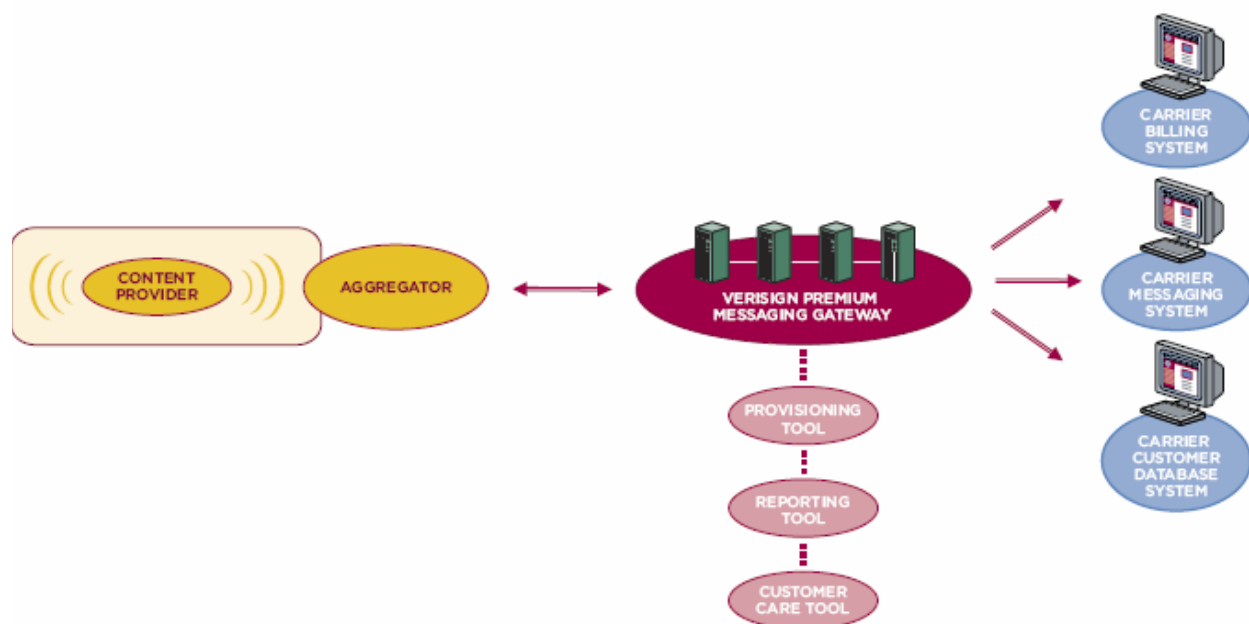 CARRIER
BILLING
SYSTEM
CONTENT
PROVIDER
AGGREGATOR
VERISIGN PREMIUM
MESSAGING GATEWAY
CARRIER
MESSAGING
SYSTEM
PROVISIONING
TOOL
REPORTING
TOOL
CUSTOMER
CARE TOOL
CARRIER
CUSTOMER
DATABASE
SYSTEM